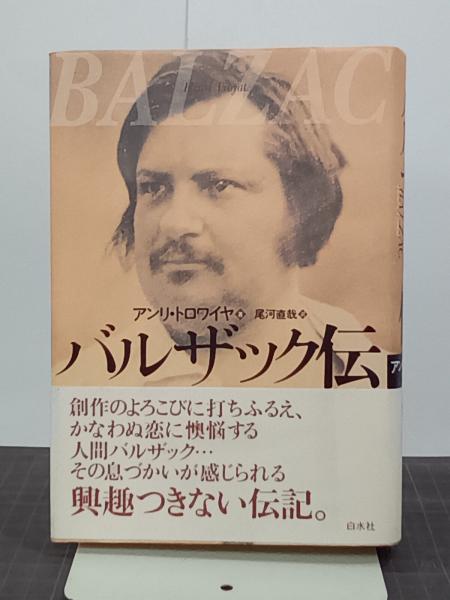 BALZAC
Henri Troyat
アンリ・トロワイヤ 著 尾河直哉 訳
バルザック伝
創作のよろこびに打ちふるえ、
かなわぬ恋に懊悩する
人間バルザック…
その息づかいが感じられる
興趣つきない伝記。
白水社